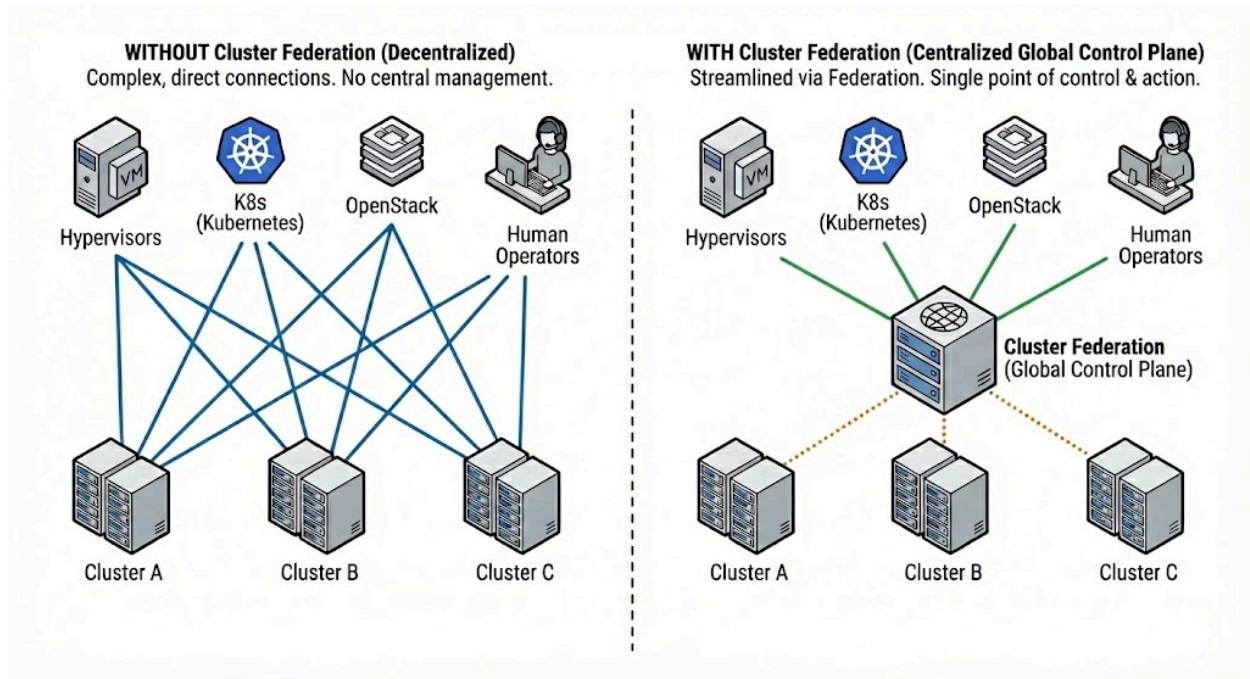 WITHOUT Cluster Federation (Decentralized)
Complex, direct connections. No central management.
VM
Hypervisors
K8s
(Kubernetes)
OpenStack
Human
Operators
Cluster A
Cluster B
Cluster C
WITH Cluster Federation (Centralized Global Control Plane)
Streamlined via Federation. Single point of control & action.
VM
Hypervisors
K8s
(Kubernetes)
OpenStack
Human
Operators
Cluster Federation
(Global Control Plane)
Cluster A
Cluster B
Cluster C